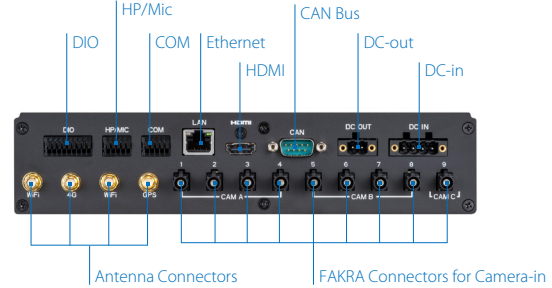 HP/Mic
CAN Bus
DIO
COM
Ethernet
DC-out
HDMI
DC-in
LAN
HDMI
DIO
HP/MIC
COM
CAN
DC OUT
DC IN
1 2 3 4 5 6 7 8 9
WiFi 4G WiFi GPS
CAM A
CAM B
CAM C
Antenna Connectors
FAKRA Connectors for Camera-in